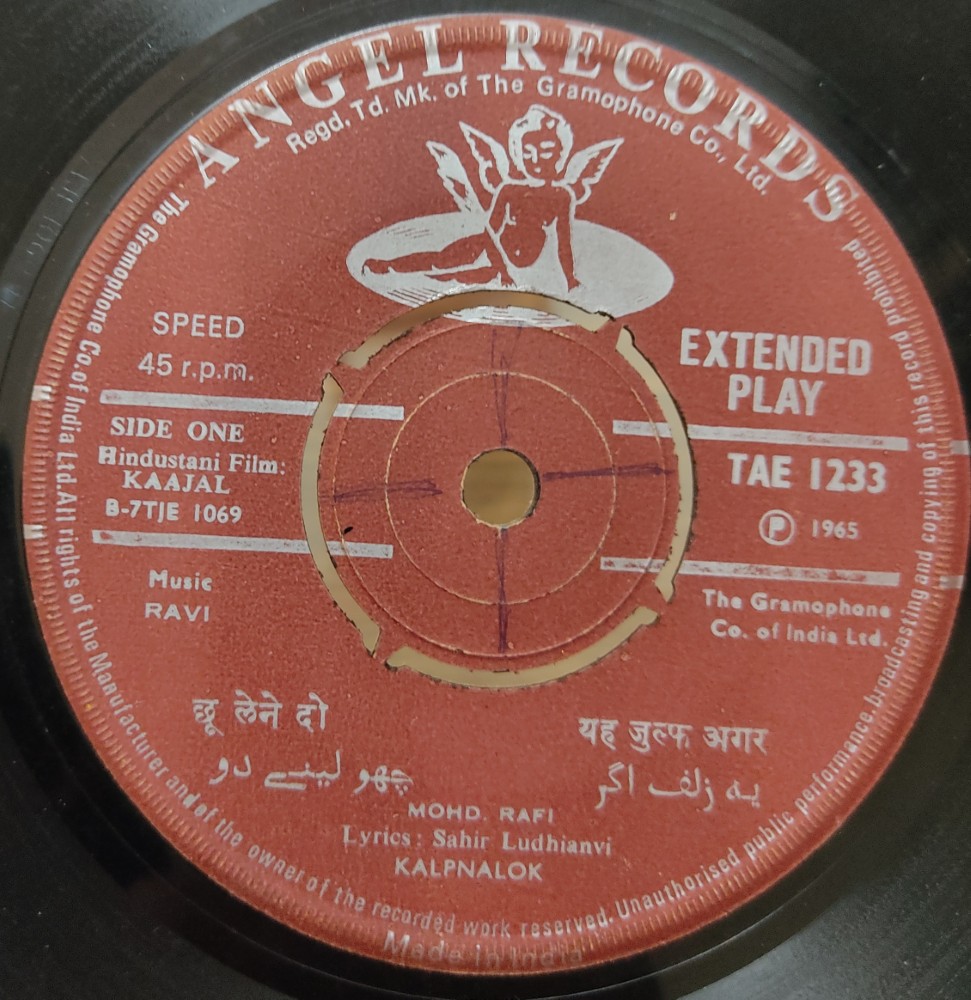 ANGEL RECORDS
Regd. Td. Mk. of The Gramophone Co., Ltd.
SPEED
45 r.p.m.
EXTENDED
PLAY
SIDE ONE
Hindustani Film:
KAAJAL
B-7TJE 1069
TAE 1233
Ⓟ 1965
Music
RAVI
The Gramophone
Co. of India Ltd.
छू लेने दो
چھو لینے دو
यह जुल्फ अगर
یہ زلف اگر
MOHD. RAFI
Lyrics: Sahir Ludhianvi
KALPNALOK
The Gramophone Co. of India Ltd. All rights of the Manufacturer and of the owner of the recorded work reserved. Unauthorised public performance broadcasting and copying of this record prohibited
Made in India